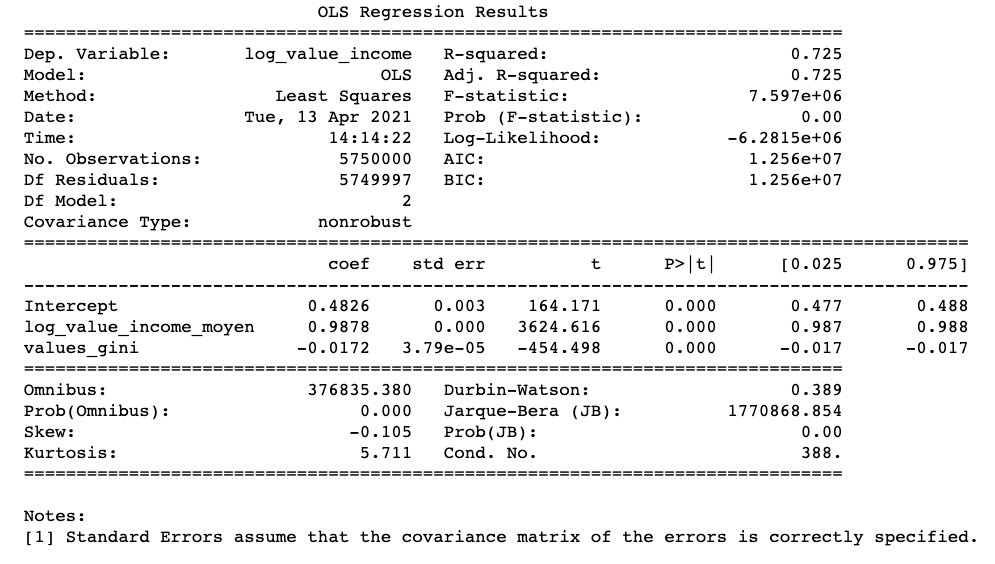 OLS Regression Results
==============================================================================
Dep. Variable: log_value_income R-squared: 0.725
Model: OLS Adj. R-squared: 0.725
Method: Least Squares F-statistic: 7.597e+06
Date: Tue, 13 Apr 2021 Prob (F-statistic): 0.00
Time: 14:14:22 Log-Likelihood: -6.2815e+06
No. Observations: 5750000 AIC: 1.256e+07
Df Residuals: 5749997 BIC: 1.256e+07
Df Model: 2
Covariance Type: nonrobust
==========================================================================================
coef std err t P>|t| [0.025 0.975]
------------------------------------------------------------------------------------------
Intercept 0.4826 0.003 164.171 0.000 0.477 0.488
log_value_income_moyen 0.9878 0.000 3624.616 0.000 0.987 0.988
values_gini -0.0172 3.79e-05 -454.498 0.000 -0.017 -0.017
==============================================================================
Omnibus: 376835.380 Durbin-Watson: 0.389
Prob(Omnibus): 0.000 Jarque-Bera (JB): 1770868.854
Skew: -0.105 Prob(JB): 0.00
Kurtosis: 5.711 Cond. No. 388.
==============================================================================
Notes:
[1] Standard Errors assume that the covariance matrix of the errors is correctly specified.